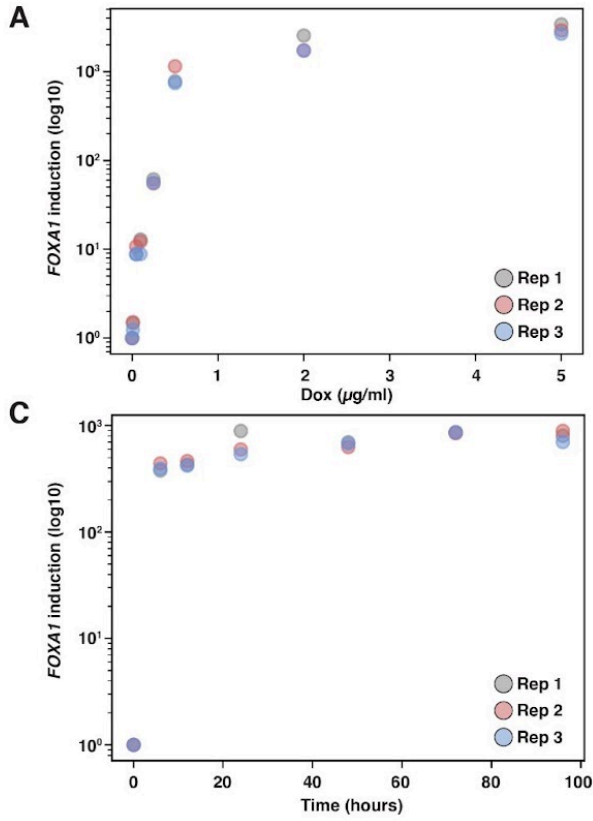 A
FOXA1 induction (log10)
10³
10²
10¹
10⁰
Rep 1
Rep 2
Rep 3
0 1 2 3 4 5
Dox (µg/ml)
C
FOXA1 induction (log10)
10³
10²
10¹
10⁰
Rep 1
Rep 2
Rep 3
0 20 40 60 80 100
Time (hours)